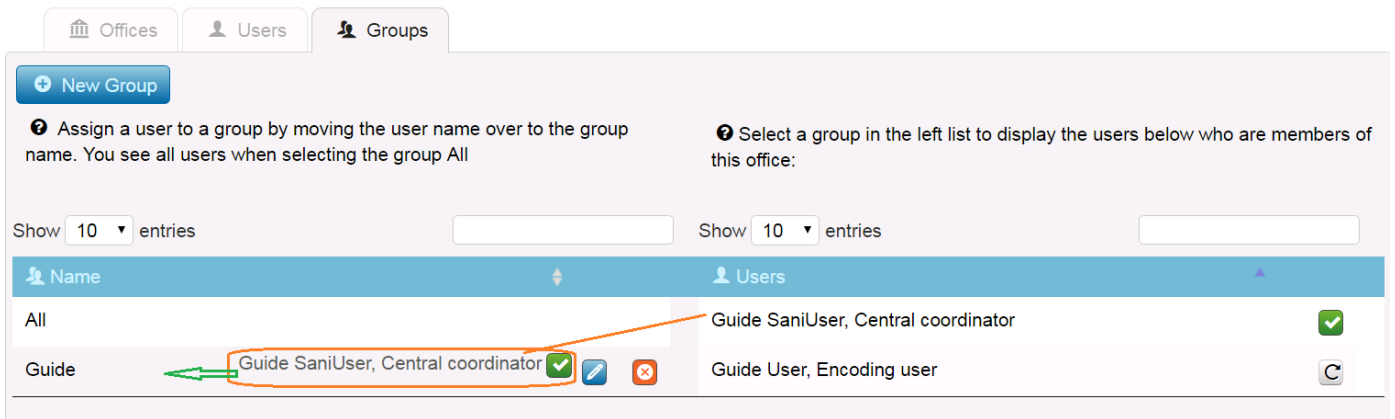 Offices Users Groups
New Group
Assign a user to a group by moving the user name over to the group
name. You see all users when selecting the group All
Select a group in the left list to display the users below who are members of
this office:
Show 10 entries
Show 10 entries
Name
Users
All
Guide SaniUser, Central coordinator
Guide
Guide SaniUser, Central coordinator
Guide User, Encoding user